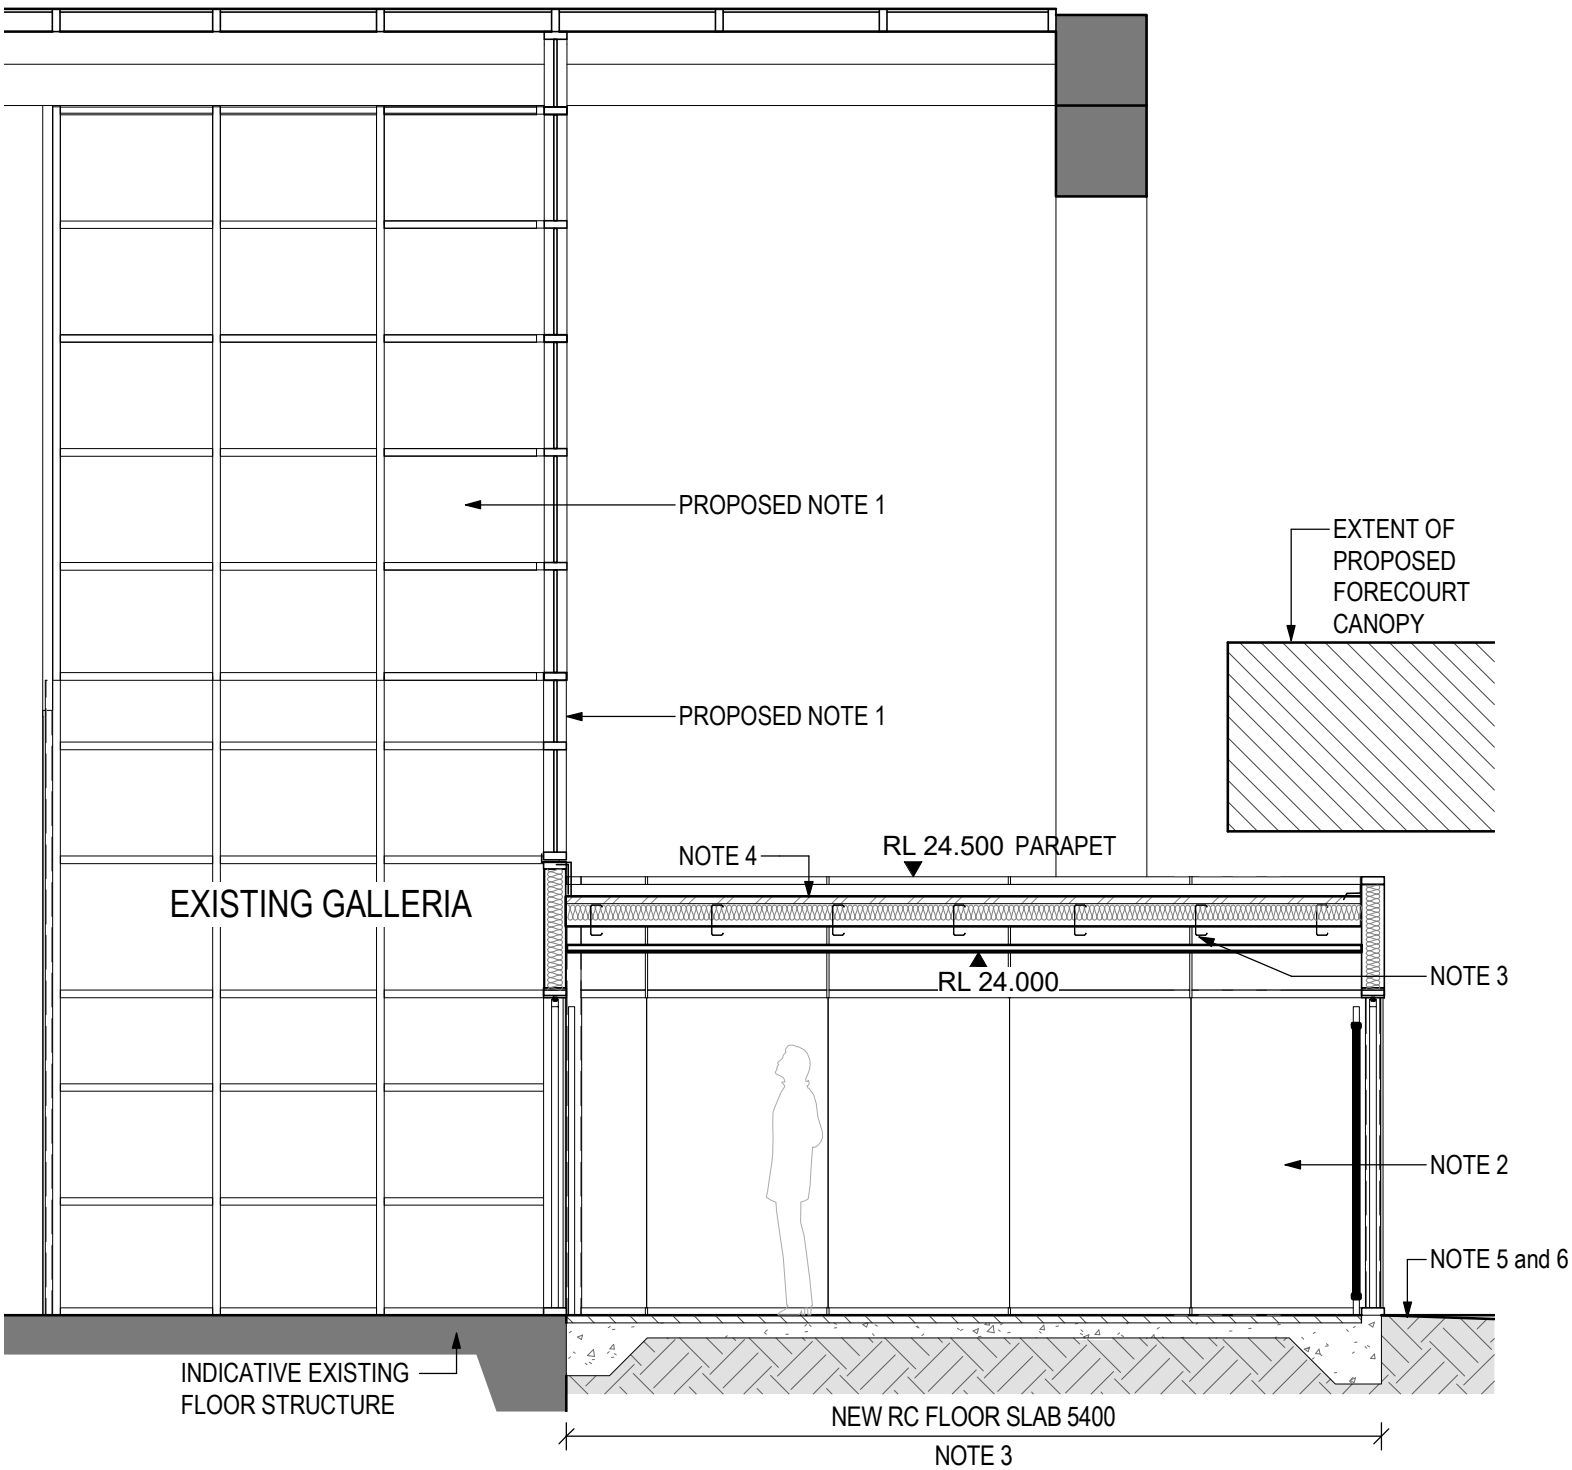 PROPOSED NOTE 1
EXTENT OF
PROPOSED
FORECOURT
CANOPY
PROPOSED NOTE 1
NOTE 4
RL 24.500 PARAPET
EXISTING GALLERIA
RL 24.000
NOTE 3
NOTE 2
NOTE 5 and 6
INDICATIVE EXISTING
FLOOR STRUCTURE
NEW RC FLOOR SLAB 5400
NOTE 3